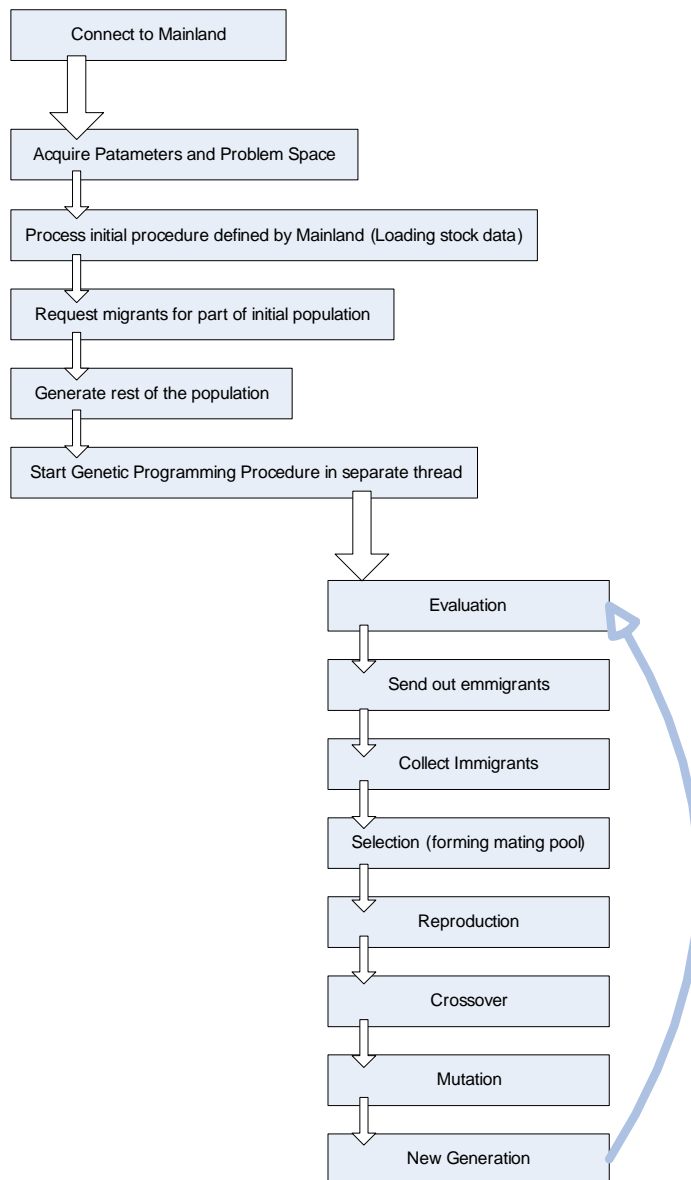 Connect to Mainland
Acquire Patameters and Problem Space
Process initial procedure defined by Mainland (Loading stock data)
Request migrants for part of initial population
Generate rest of the population
Start Genetic Programming Procedure in separate thread
Evaluation
Send out emmigrants
Collect Immigrants
Selection (forming mating pool)
Reproduction
Crossover
Mutation
New Generation